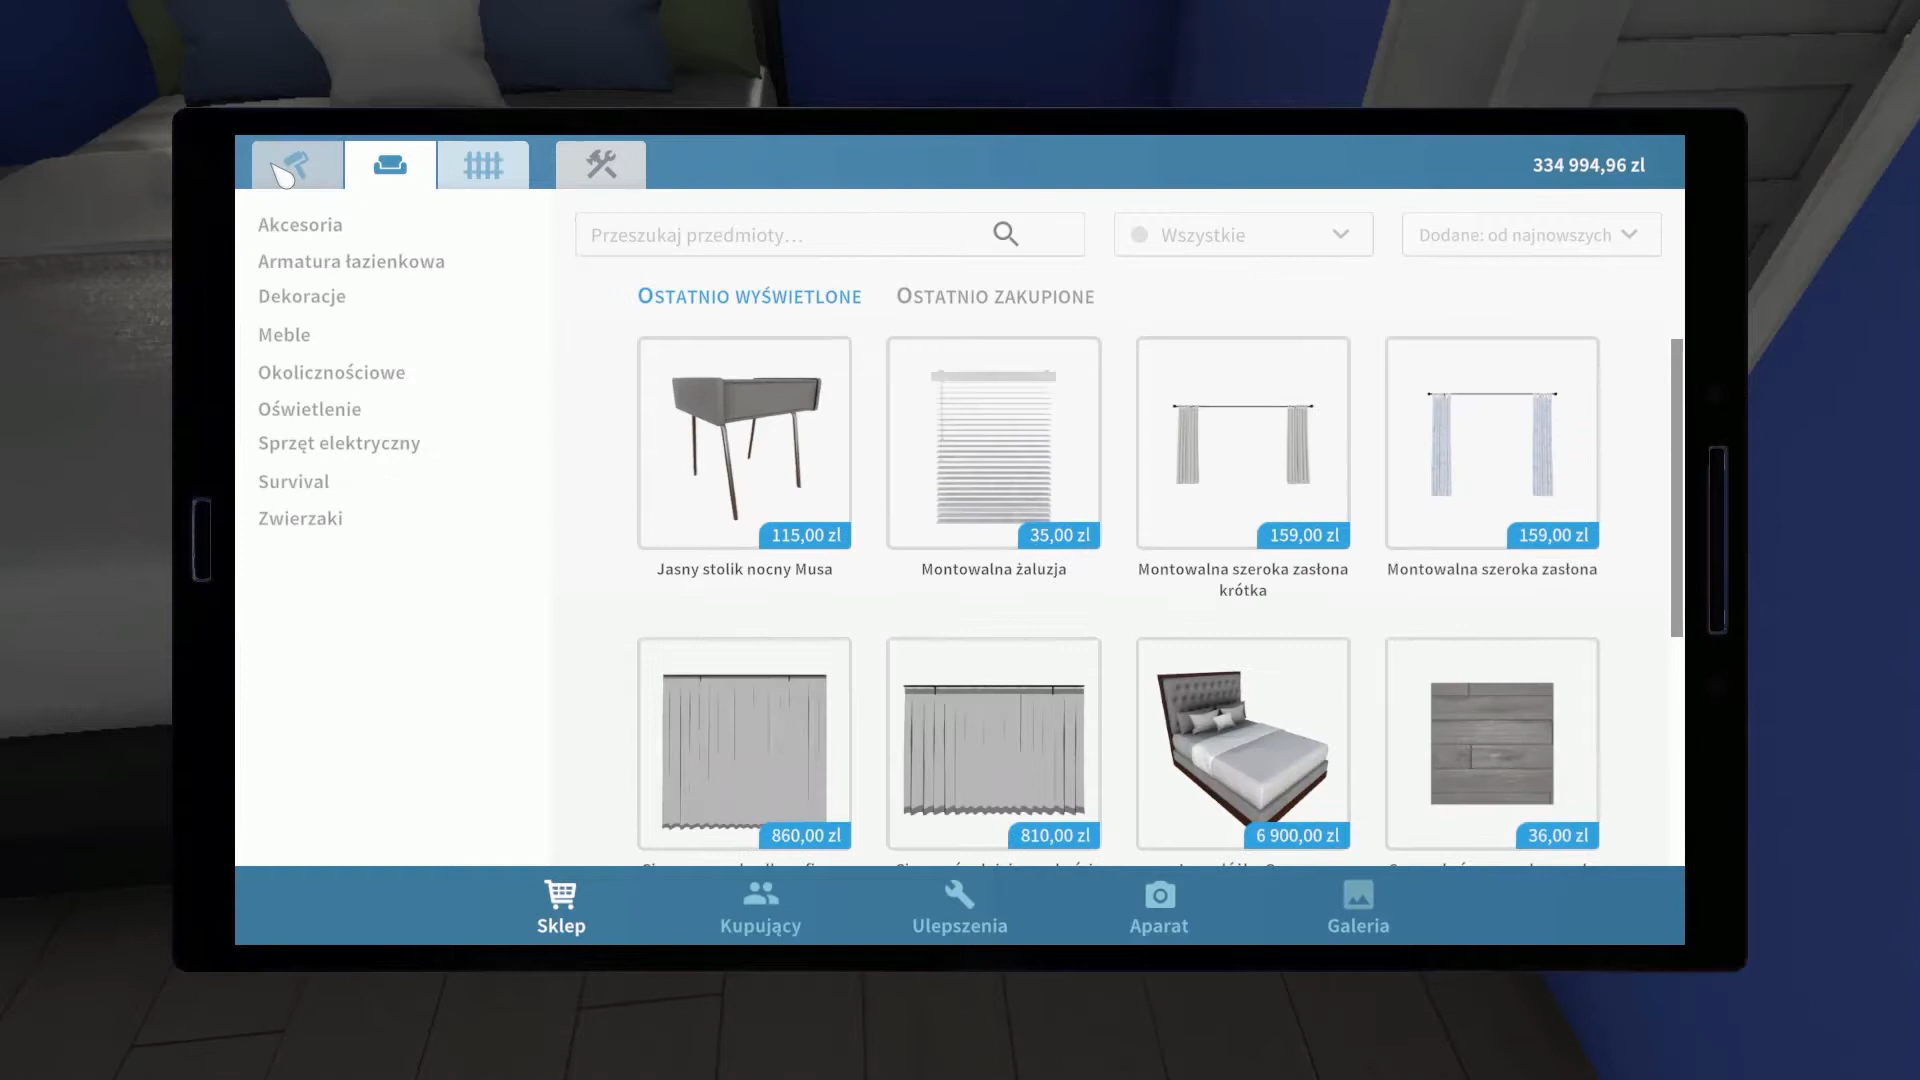 334 994,96 zl
Akcesoria
Armatura łazienkowa
Dekoracje
Meble
Okolicznościowe
Oświetlenie
Sprzęt elektryczny
Survival
Zwierzaki
Przeszukaj przedmioty...
Wszystkie
Dodane: od najnowszych
OSTATNIO WYŚWIETLONE
OSTATNIO ZAKUPIONE
115,00 zl
35,00 zl
159,00 zl
159,00 zl
Jasny stolik nocny Musa
Montowalna żaluzja
Montowalna szeroka zasłona
krótka
Montowalna szeroka zasłona
860,00 zl
810,00 zl
6 900,00 zl
36,00 zl
Sklep
Kupujący
Ulepszenia
Aparat
Galeria